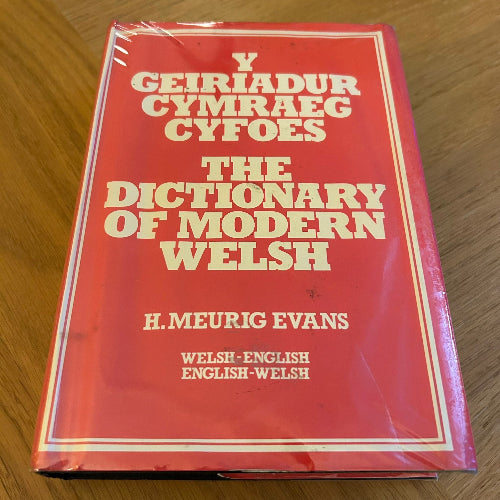 Y
GEIRIADUR
CYMRAEG
CYFOES
THE
DICTIONARY
OF MODERN
WELSH
H. MEURIG EVANS
WELSH-ENGLISH
ENGLISH-WELSH